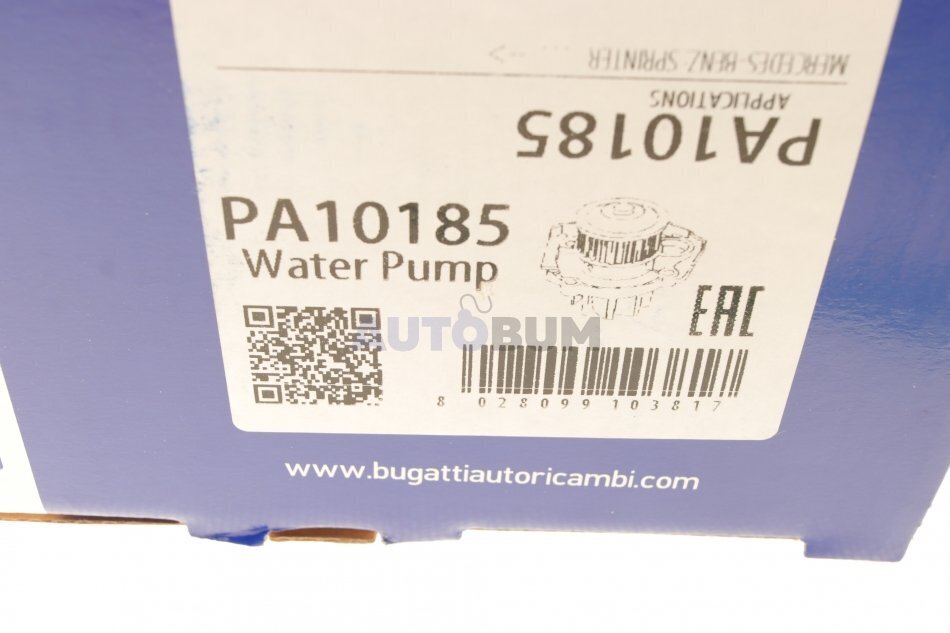 MERCEDES-BENZ SPRINTER ... -->
APPLICATIONS
PA10185
PA10185
Water Pump
EAC
AUTOBUM
8 028099 103817
www.bugattiautoricambi.com